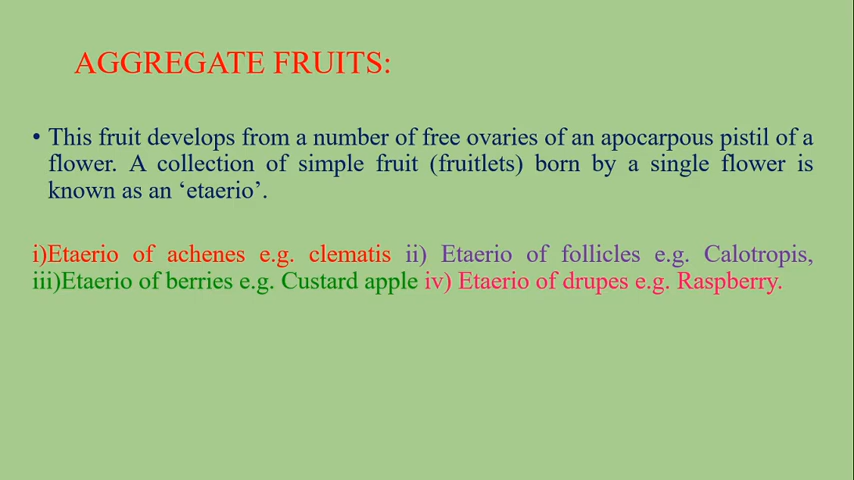 AGGREGATE FRUITS:
• This fruit develops from a number of free ovaries of an apocarpous pistil of a
flower. A collection of simple fruit (fruitlets) born by a single flower is
known as an ‘etaerio’.
i)Etaerio of achenes e.g. clematis ii) Etaerio of follicles e.g. Calotropis,
iii)Etaerio of berries e.g. Custard apple iv) Etaerio of drupes e.g. Raspberry.